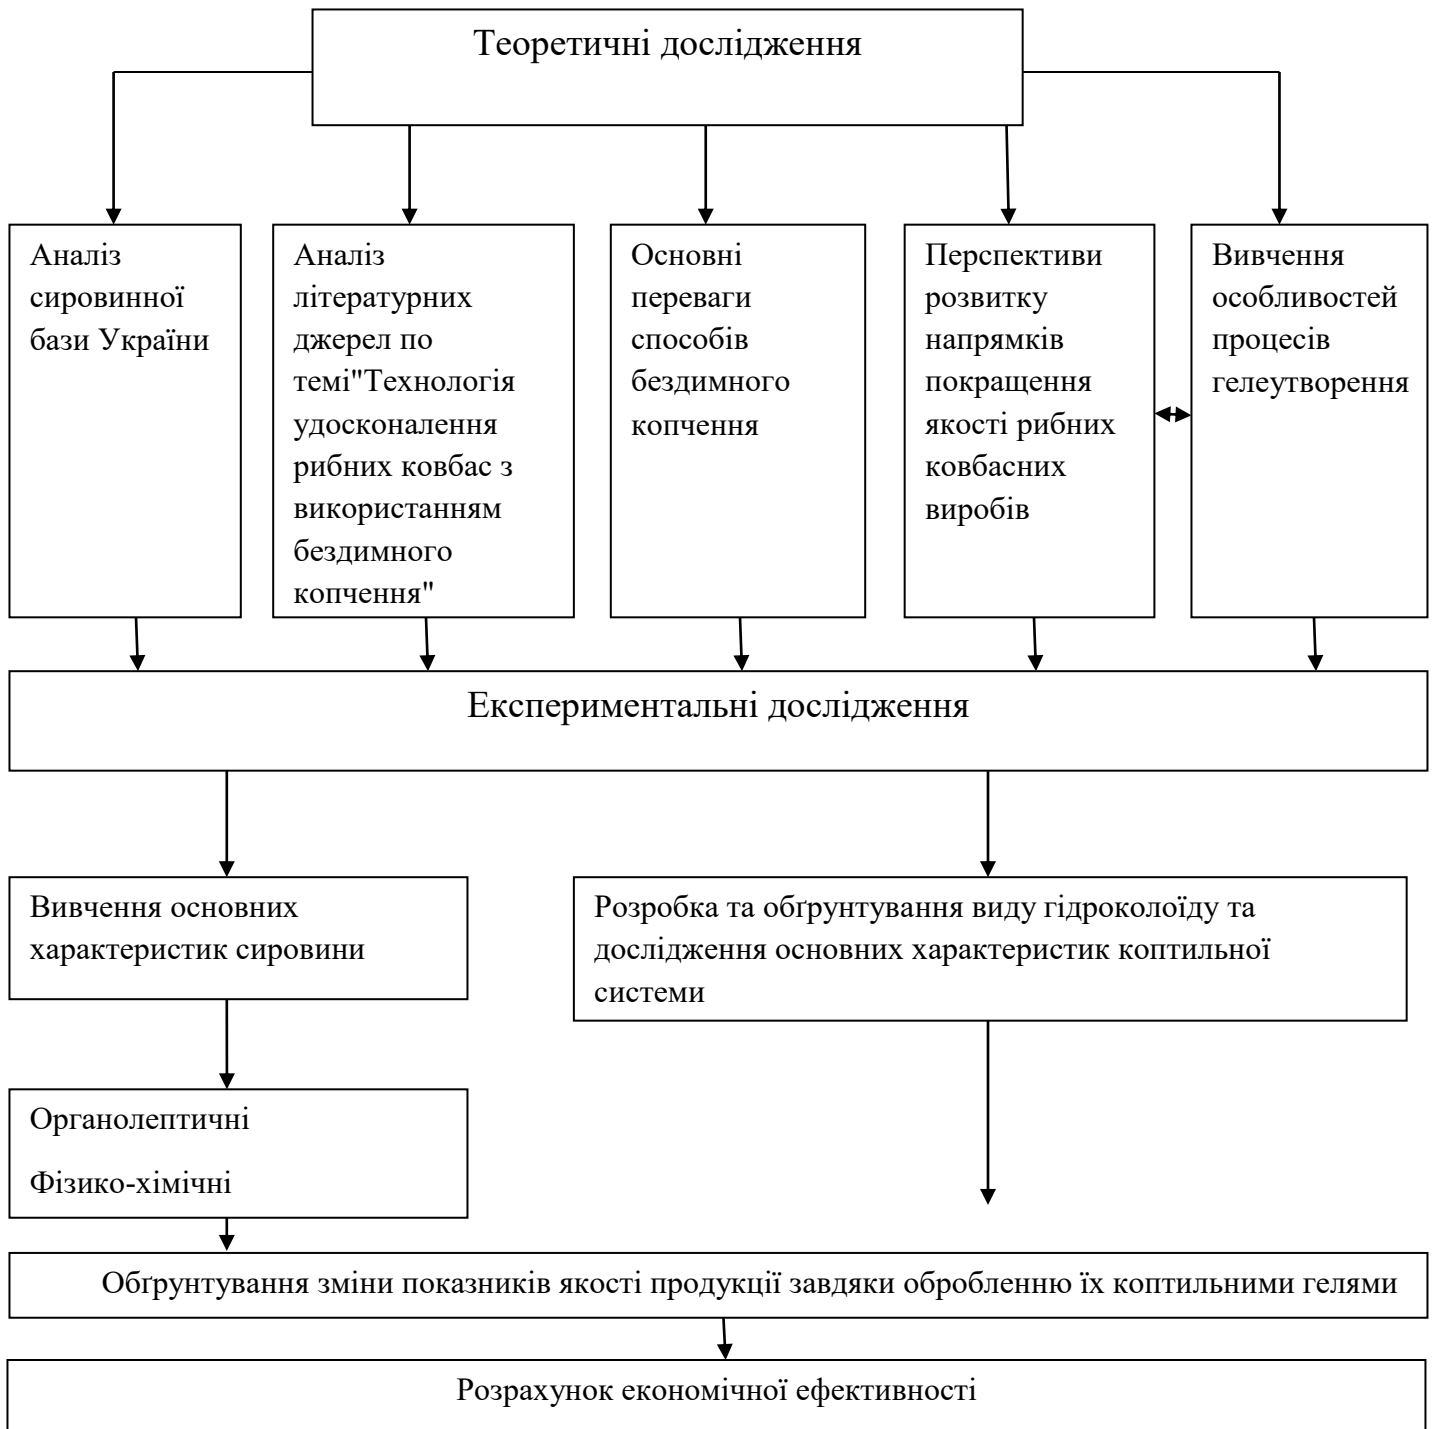 Теоретичні дослідження
Аналіз
сировинної
бази України
Аналіз
літературних
джерел по
темі"Технологія
удосконалення
рибних ковбас з
використанням
бездимного
копчення"
Основні
переваги
способів
бездимного
копчення
Перспективи
розвитку
напрямків
покращення
якості рибних
ковбасних
виробів
Вивчення
особливостей
процесів
гелеутворення
Експериментальні дослідження
Вивчення основних
характеристик сировини
Розробка та обґрунтування виду гідроколоїду та
дослідження основних характеристик коптильної
системи
Органолептичні
Фізико-хімічні
Обґрунтування зміни показників якості продукції завдяки обробленню їх коптильними гелями
Розрахунок економічної ефективності